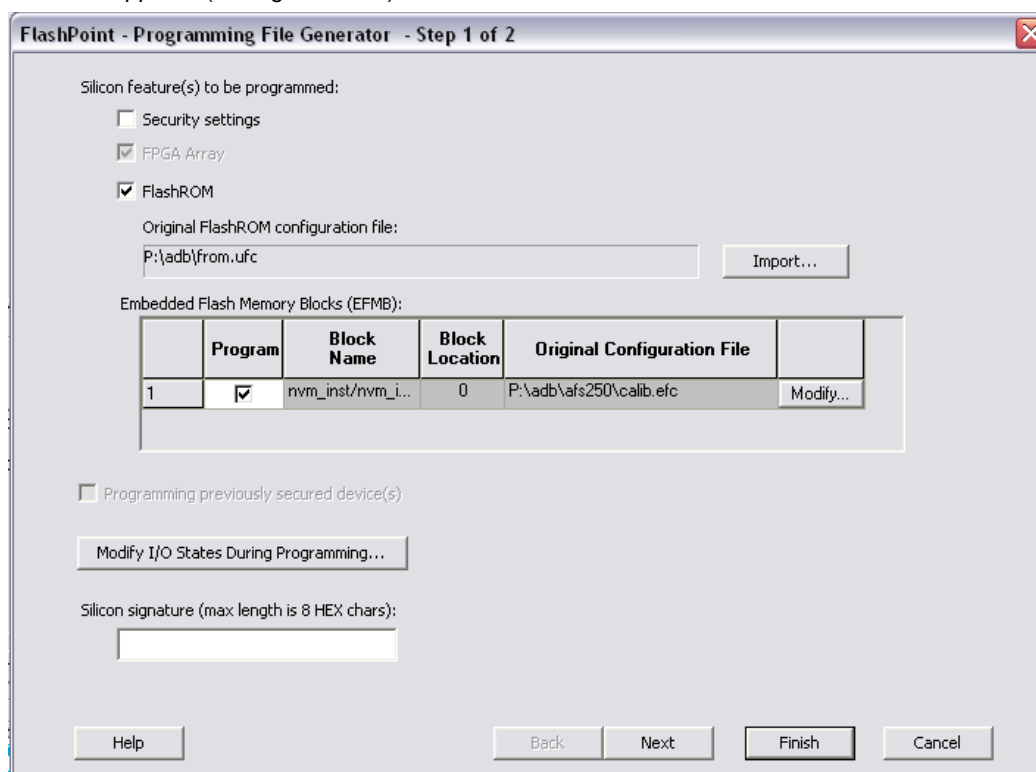 FlashPoint - Programming File Generator - Step 1 of 2
Silicon feature(s) to be programmed:
Security settings
FPGA Array
FlashROM
Original FlashROM configuration file:
P:\adb\from.ufc
Import...
Embedded Flash Memory Blocks (EFMB):
Program Block Name Block Location Original Configuration File
1 nvm_inst/nvm_i... 0 P:\adb\afs250\calib.efc Modify...
Programming previously secured device(s)
Modify I/O States During Programming...
Silicon signature (max length is 8 HEX chars):
Help Back Next Finish Cancel